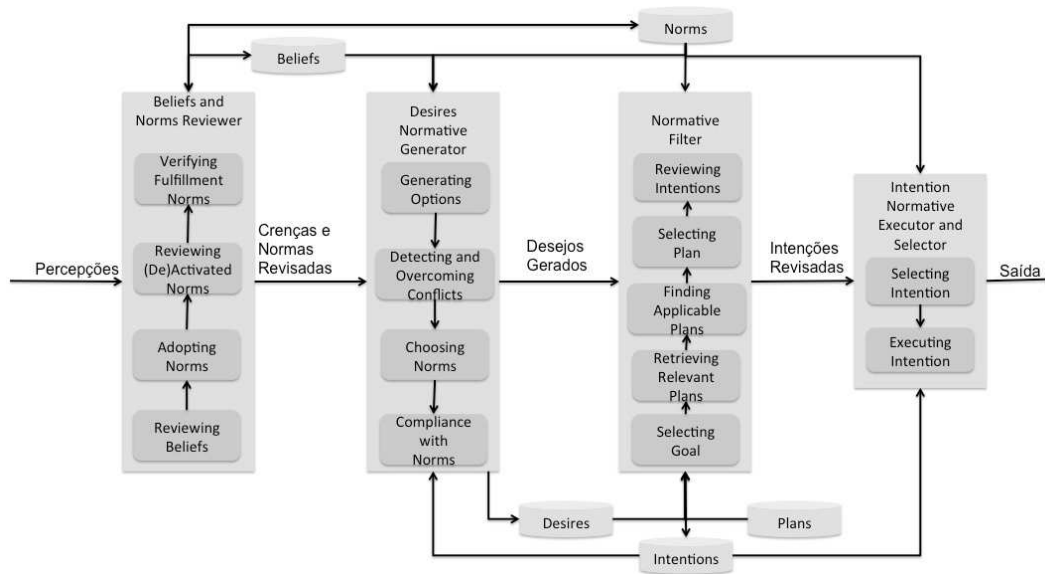 Norms
Beliefs
Beliefs and
Norms Reviewer
Verifying
Fulfillment
Norms
Reviewing
(De)Activated
Norms
Adopting
Norms
Reviewing
Beliefs
Percepções
Crenças e
Normas
Revisadas
Desires
Normative
Generator
Generating
Options
Detecting and
Overcoming
Conflicts
Choosing
Norms
Compliance
with
Norms
Desejos
Gerados
Normative
Filter
Reviewing
Intentions
Selecting
Plan
Finding
Applicable
Plans
Retrieving
Relevant
Plans
Selecting
Goal
Intenções
Revisadas
Intention
Normative
Executor and
Selector
Selecting
Intention
Executing
Intention
Saída
Desires
Plans
Intentions